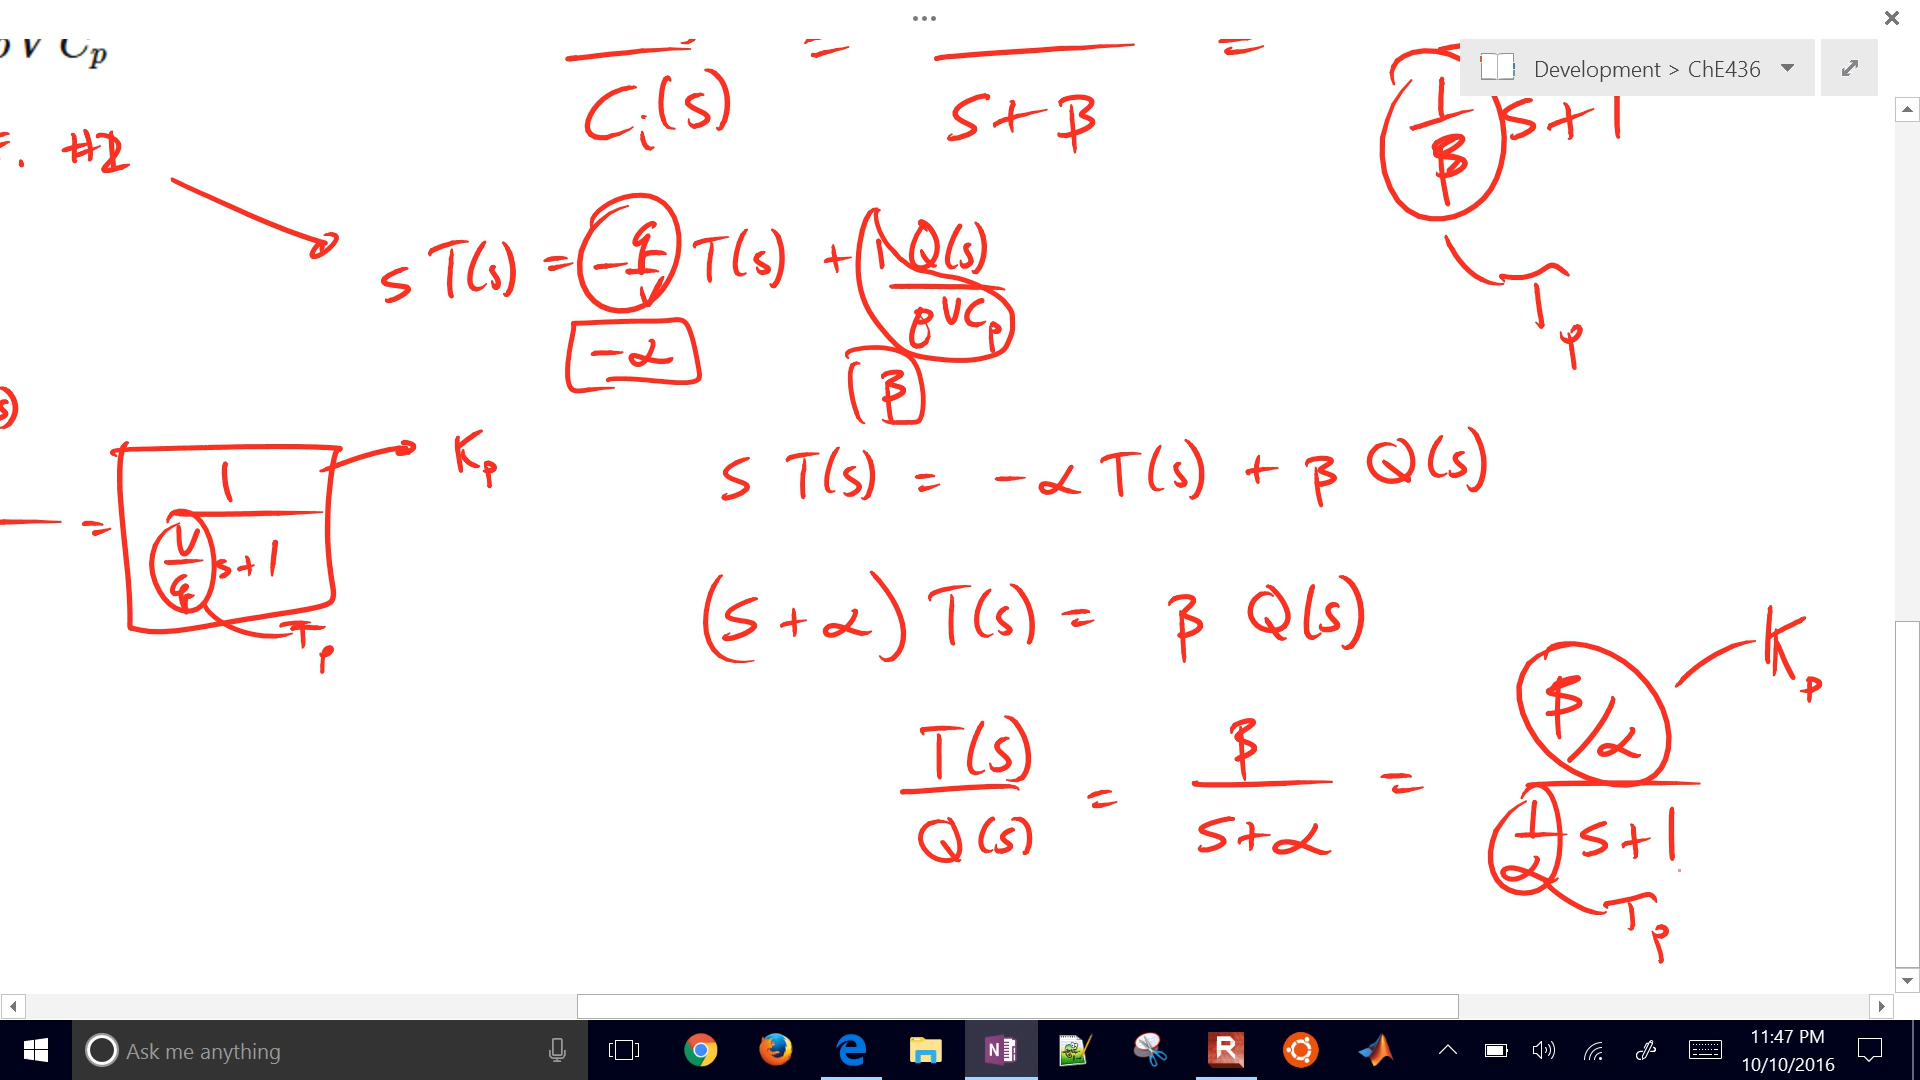 ρ V Cp
Development > ChE436
Ci(s) = s+β = 1/β s+1
τp
#2
s T(s) = -q/V T(s) + 1 Q(s) / ρVCp
-α
β
s)
= 1 / (V/q s+1)
Kp
τp
s T(s) = -α T(s) + β Q(s)
(s+α) T(s) = β Q(s)
T(s)/Q(s) = β/(s+α) = (β/α) / (1/α s+1)
Kp
τp
Ask me anything
11:47 PM
10/10/2016